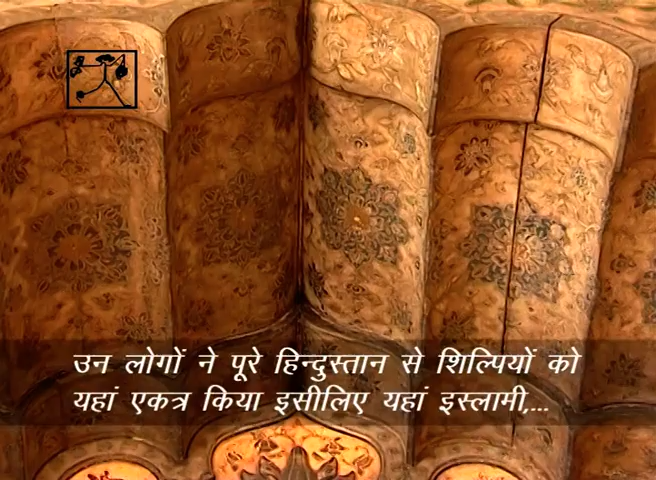 उन लोगों ने पूरे हिन्दुस्तान से शिल्पियों को
यहां एकत्र किया इसीलिए यहां इस्लामी,...